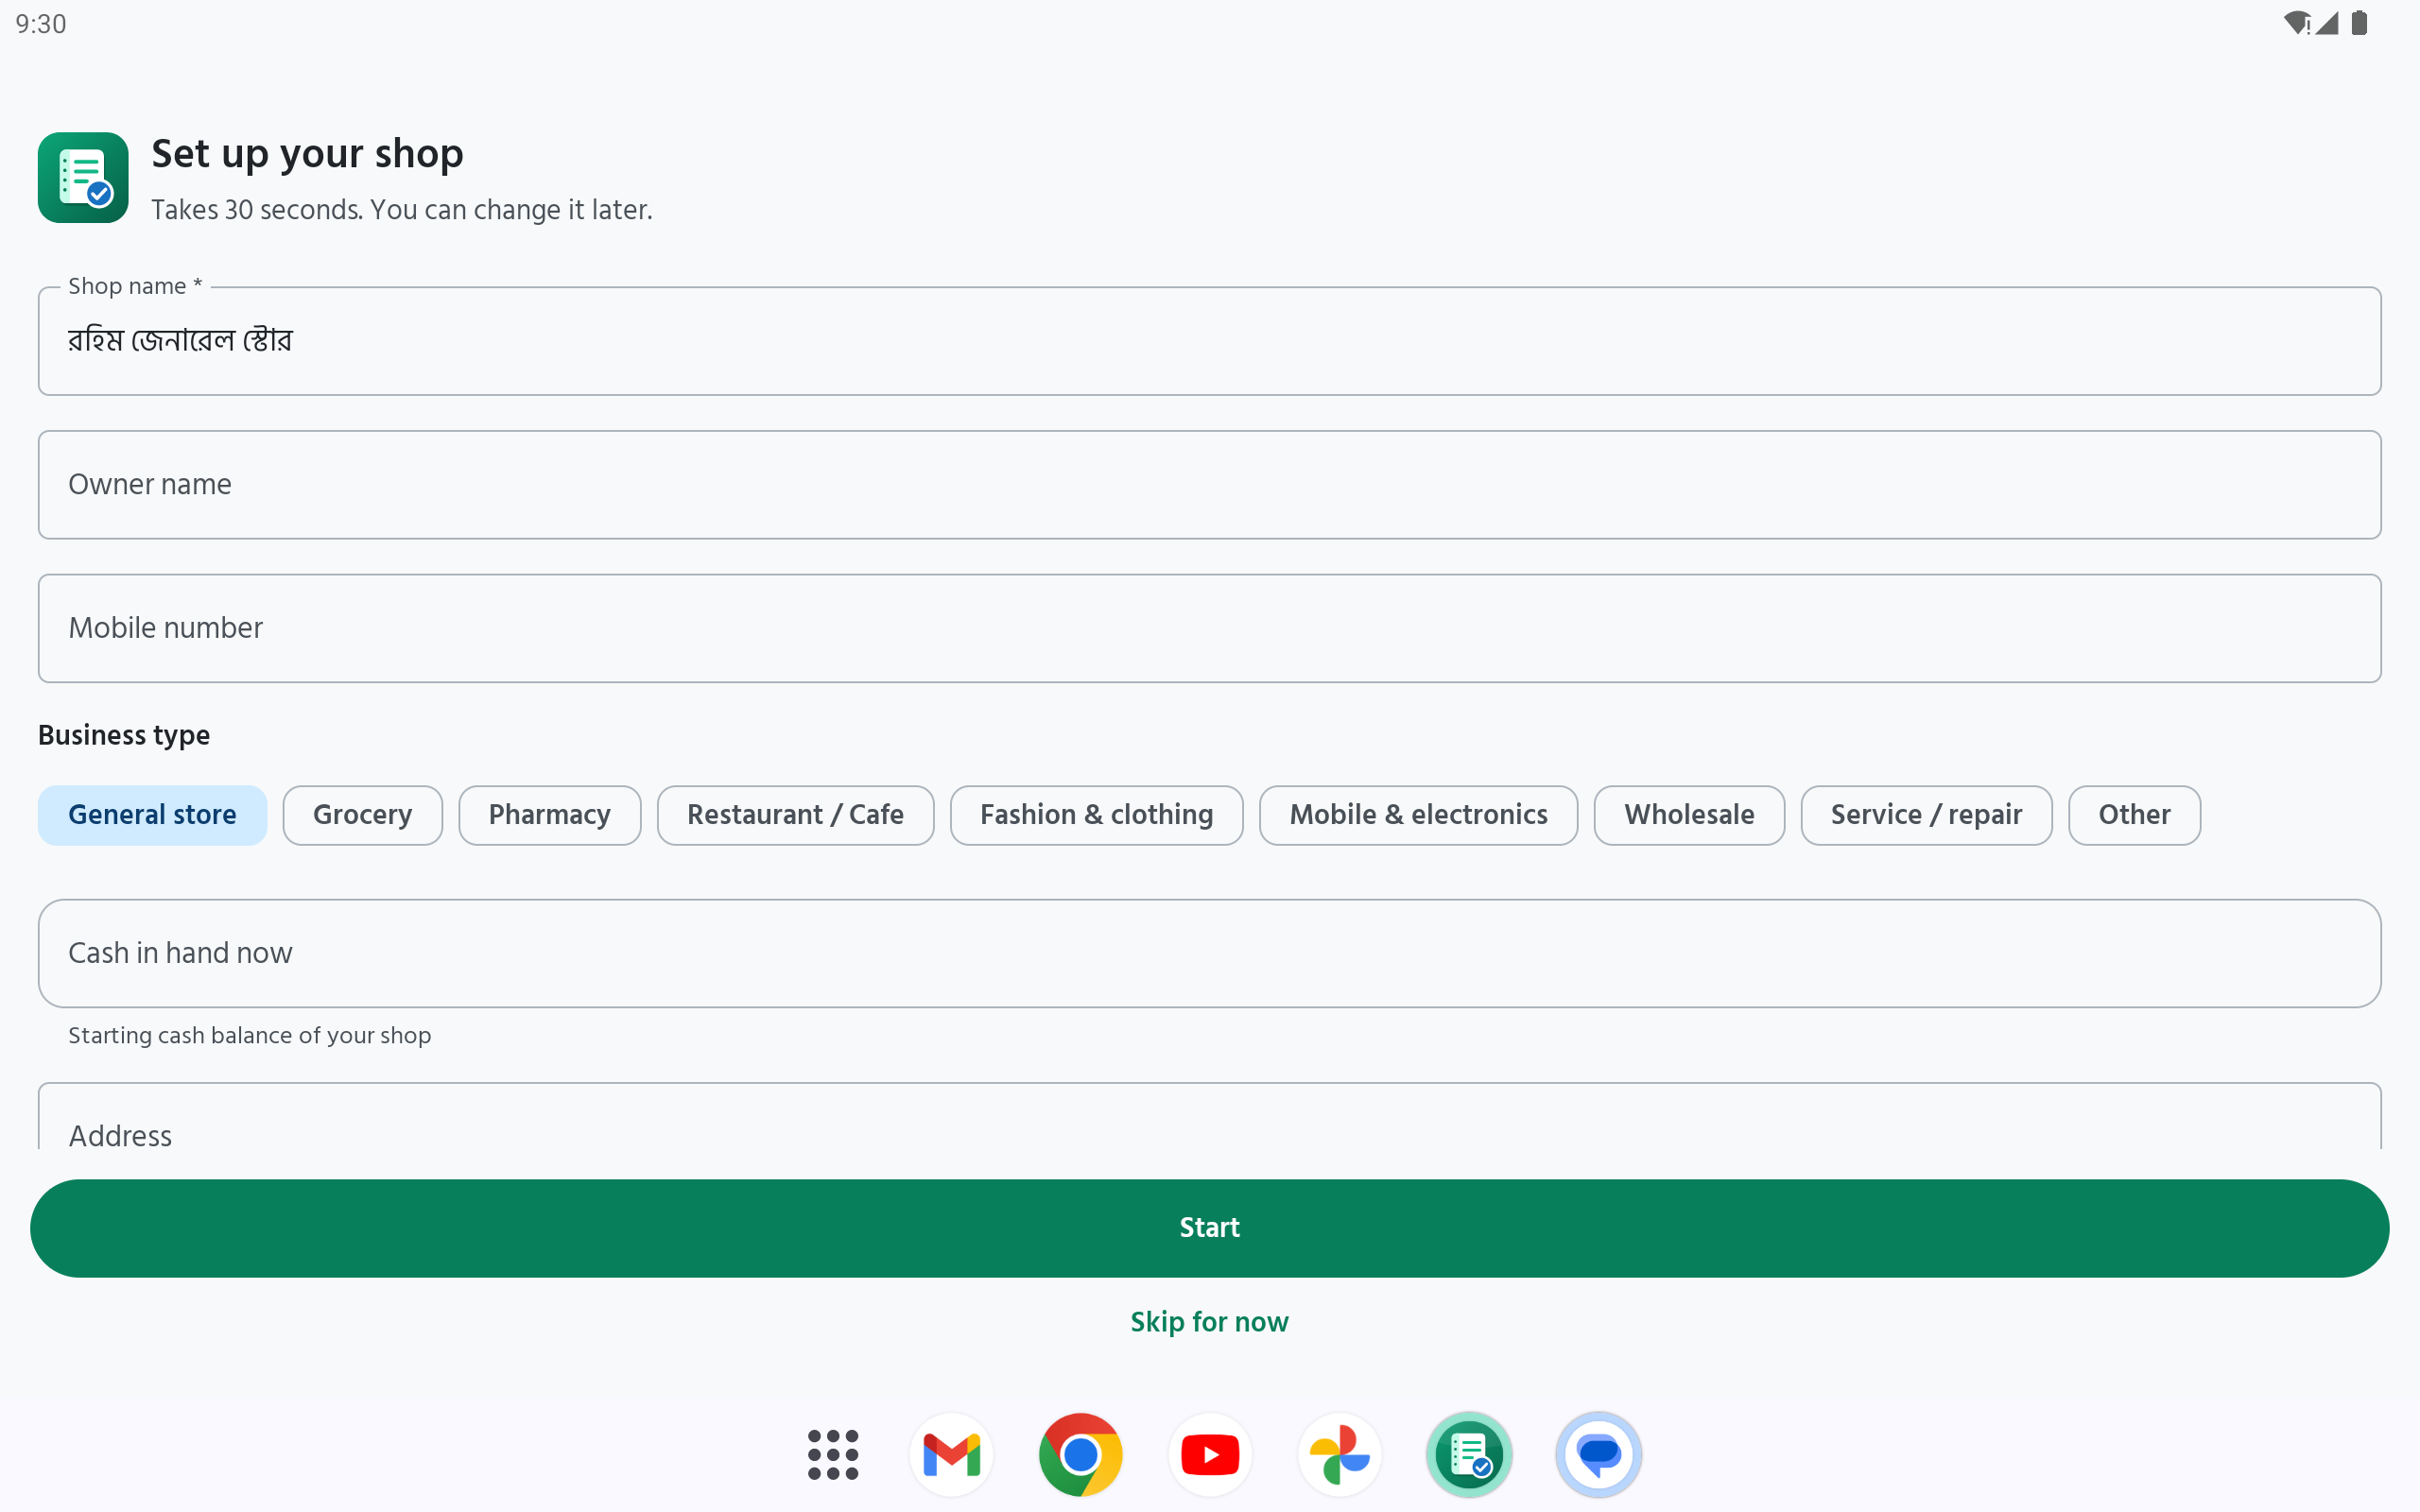 9:30
Set up your shop
Takes 30 seconds. You can change it later.
Shop name *
রহিম জেনারেল স্টোর
Owner name
Mobile number
Business type
General store Grocery Pharmacy Restaurant / Cafe Fashion & clothing Mobile & electronics Wholesale Service / repair Other
Cash in hand now
Starting cash balance of your shop
Address
Start
Skip for now